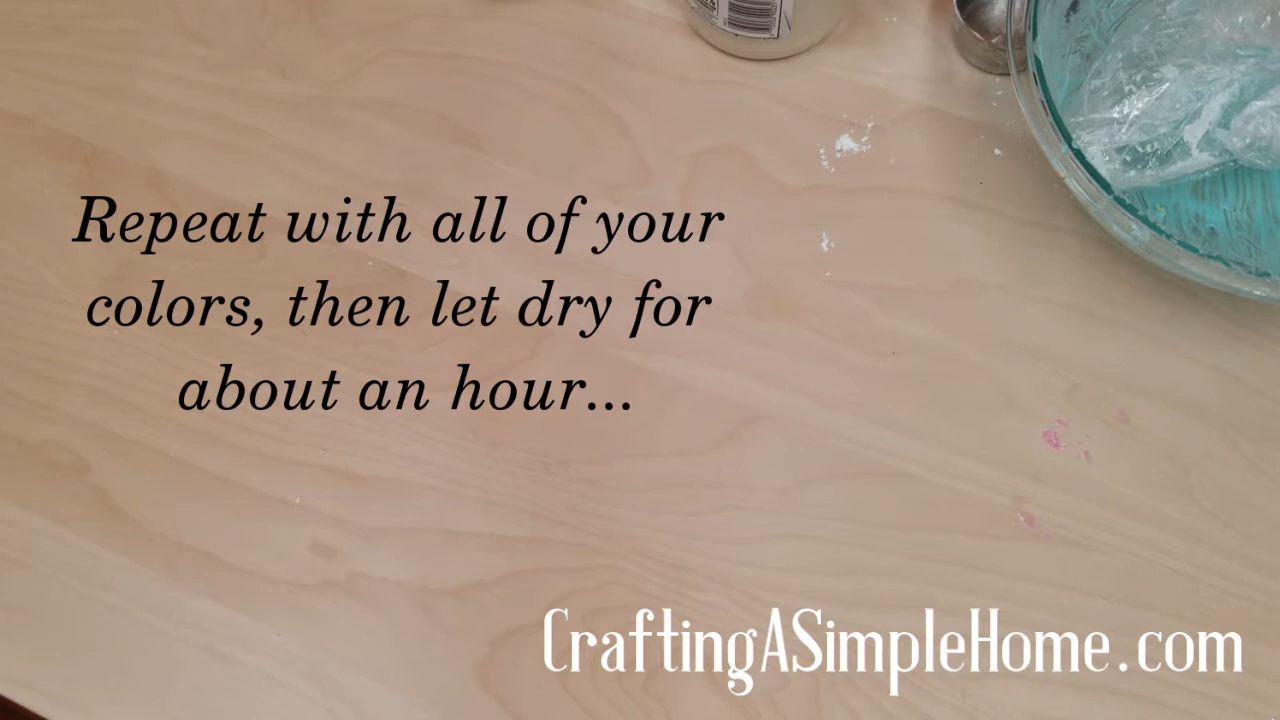 Repeat with all of your
colors, then let dry for
about an hour...
CraftingASimpleHome.com